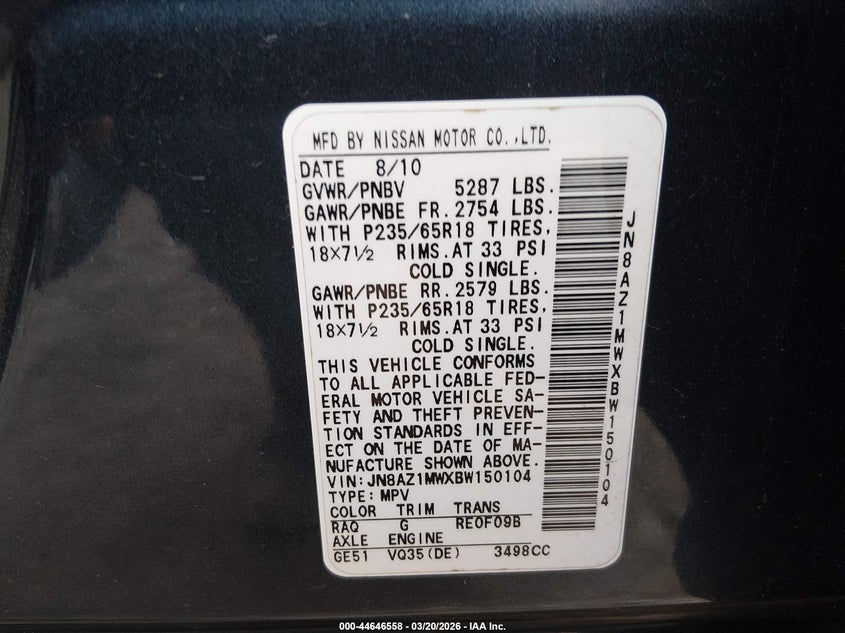 MFD BY NISSAN MOTOR CO.,LTD.
DATE 8/10
GVWR/PNBV 5287 LBS.
GAWR/PNBE FR. 2754 LBS.
WITH P235/65R18 TIRES,
18X7½ RIMS.AT 33 PSI
COLD SINGLE.
GAWR/PNBE RR. 2579 LBS.
WITH P235/65R18 TIRES,
18X7½ RIMS.AT 33 PSI
COLD SINGLE.
THIS VEHICLE CONFORMS
TO ALL APPLICABLE FED-
ERAL MOTOR VEHICLE SA-
FETY AND THEFT PREVEN-
TION STANDARDS IN EFF-
ECT ON THE DATE OF MA-
NUFACTURE SHOWN ABOVE.
VIN:JN8AZ1MWXBW150104
TYPE:MPV
COLOR TRIM TRANS
RAQ G RE0F09B
AXLE ENGINE
GE51 VQ35(DE) 3498CC
JN8AZ1MWXBW150104
000-44646558 - 03/20/2026 - IAA Inc.